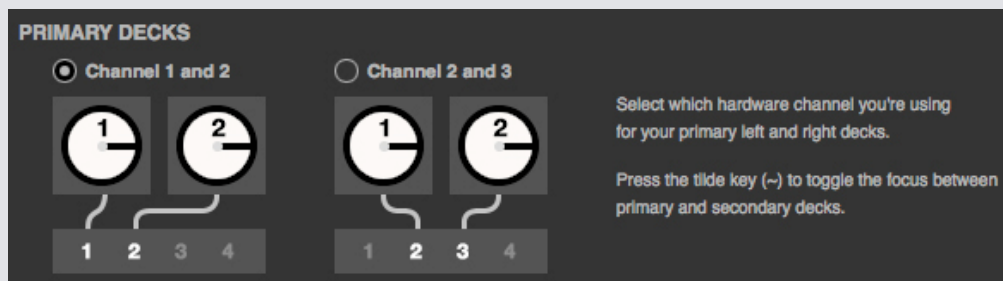 PRIMARY DECKS
Channel 1 and 2
Channel 2 and 3
1 2
1 2
1 2 3 4
1 2 3 4
Select which hardware channel you're using
for your primary left and right decks.
Press the tilde key (~) to toggle the focus between
primary and secondary decks.